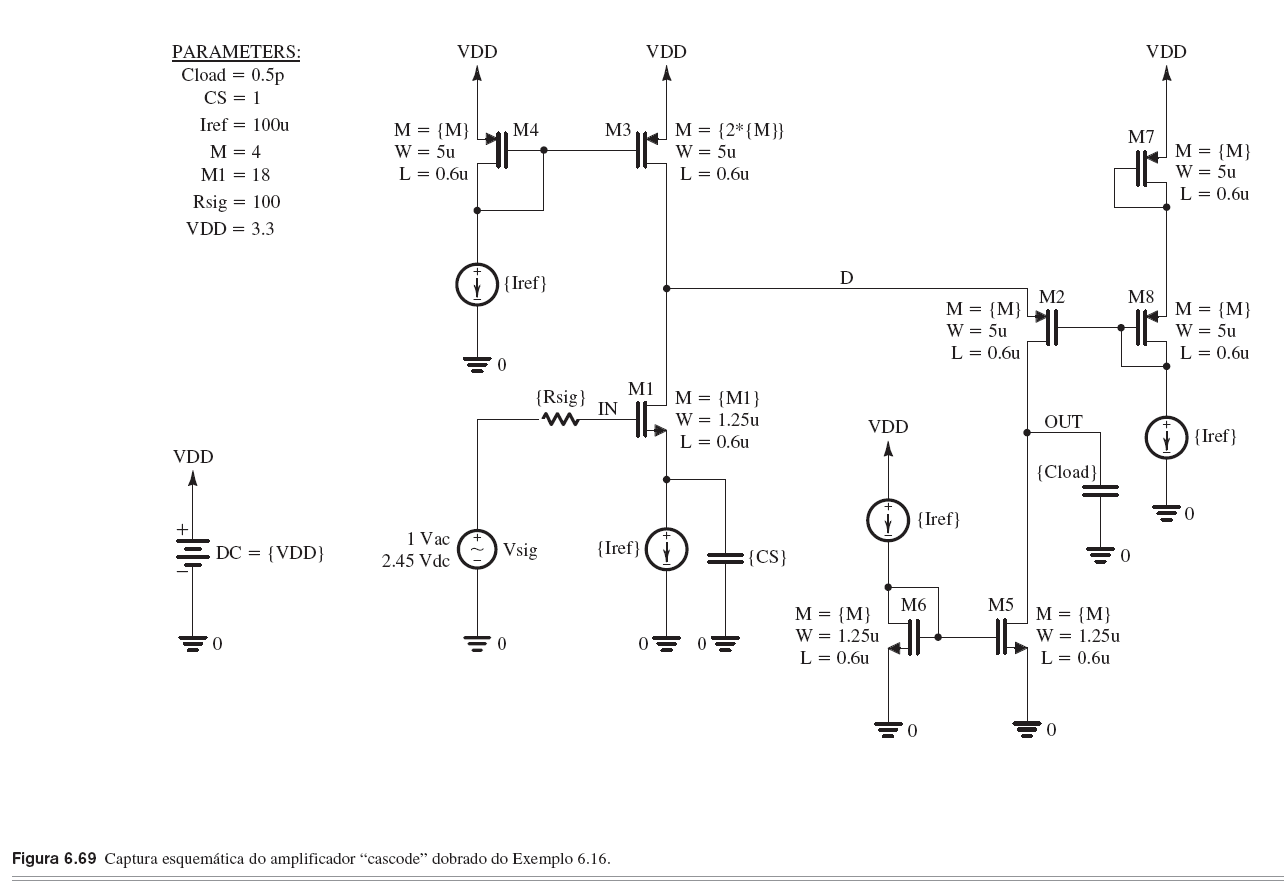 PARAMETERS:
Cload = 0.5p
CS = 1
Iref = 100u
M = 4
M1 = 18
Rsig = 100
VDD = 3.3
VDD
VDD
VDD
M = {M}
W = 5u
L = 0.6u
M4
M3
M = {2*{M}}
W = 5u
L = 0.6u
M7
M = {M}
W = 5u
L = 0.6u
{Iref}
0
D
M = {M}
W = 5u
L = 0.6u
M2
M8
M = {M}
W = 5u
L = 0.6u
{Rsig}
IN
M1
M = {M1}
W = 1.25u
L = 0.6u
VDD
OUT
{Cload}
0
{Iref}
0
VDD
+
DC = {VDD}
−
0
1 Vac
2.45 Vdc
+
~
−
Vsig
0
{Iref}
0
{CS}
0
{Iref}
M = {M}
W = 1.25u
L = 0.6u
M6
M5
M = {M}
W = 1.25u
L = 0.6u
0
0
Figura 6.69 Captura esquemática do amplificador “cascode” dobrado do Exemplo 6.16.